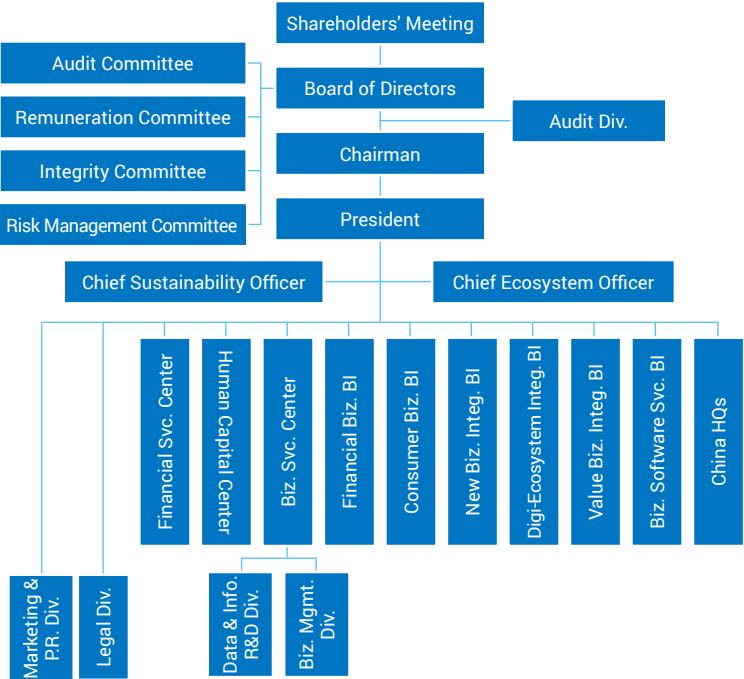 Shareholders' Meeting
Audit Committee
Board of Directors
Remuneration Committee
Audit Div.
Chairman
Integrity Committee
Risk Management Committee
President
Chief Sustainability Officer
Chief Ecosystem Officer
Financial Svc. Center
Human Capital Center
Biz. Svc. Center
Financial Biz. BI
Consumer Biz. BI
New Biz. Integ. BI
Digi-Ecosystem Integ. BI
Value Biz. Integ. BI
Biz. Software Svc. BI
China HQs
Marketing &
P.R. Div.
Legal Div.
Data & Info.
R&D Div.
Biz. Mgmt.
Div.